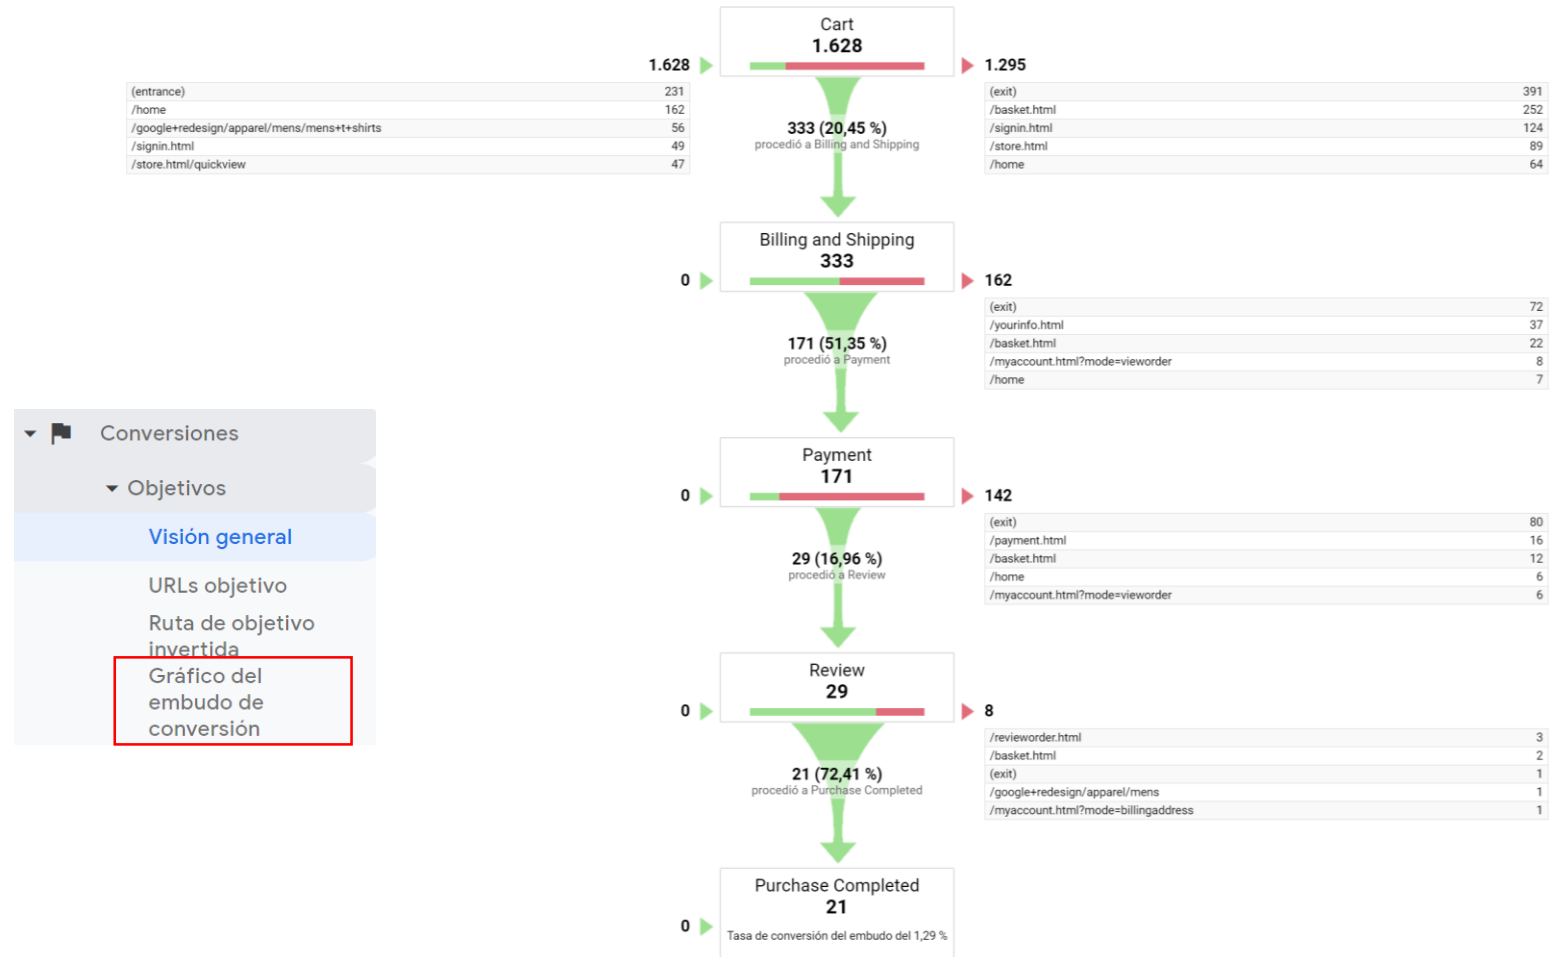 Conversiones
Objetivos
Visión general
URLs objetivo
Ruta de objetivo
invertida
Gráfico del
embudo de
conversión
Cart
1.628
1.628
(entrance) 231
/home 162
/google+redesign/apparel/mens/mens+t+shirts 56
/signin.html 49
/store.html/quickview 47
1.295
(exit) 391
/basket.html 252
/signin.html 124
/store.html 89
/home 64
333 (20,45 %)
procedió a Billing and Shipping
Billing and Shipping
333
0
162
(exit) 72
/yourinfo.html 37
/basket.html 22
/myaccount.html?mode=vieworder 8
/home 7
171 (51,35 %)
procedió a Payment
Payment
171
0
142
(exit) 80
/payment.html 16
/basket.html 12
/home 6
/myaccount.html?mode=vieworder 6
29 (16,96 %)
procedió a Review
Review
29
0
8
/revieworder.html 3
/basket.html 2
(exit) 1
/google+redesign/apparel/mens 1
/myaccount.html?mode=billingaddress 1
21 (72,41 %)
procedió a Purchase Completed
Purchase Completed
21
0
Tasa de conversión del embudo del 1,29 %